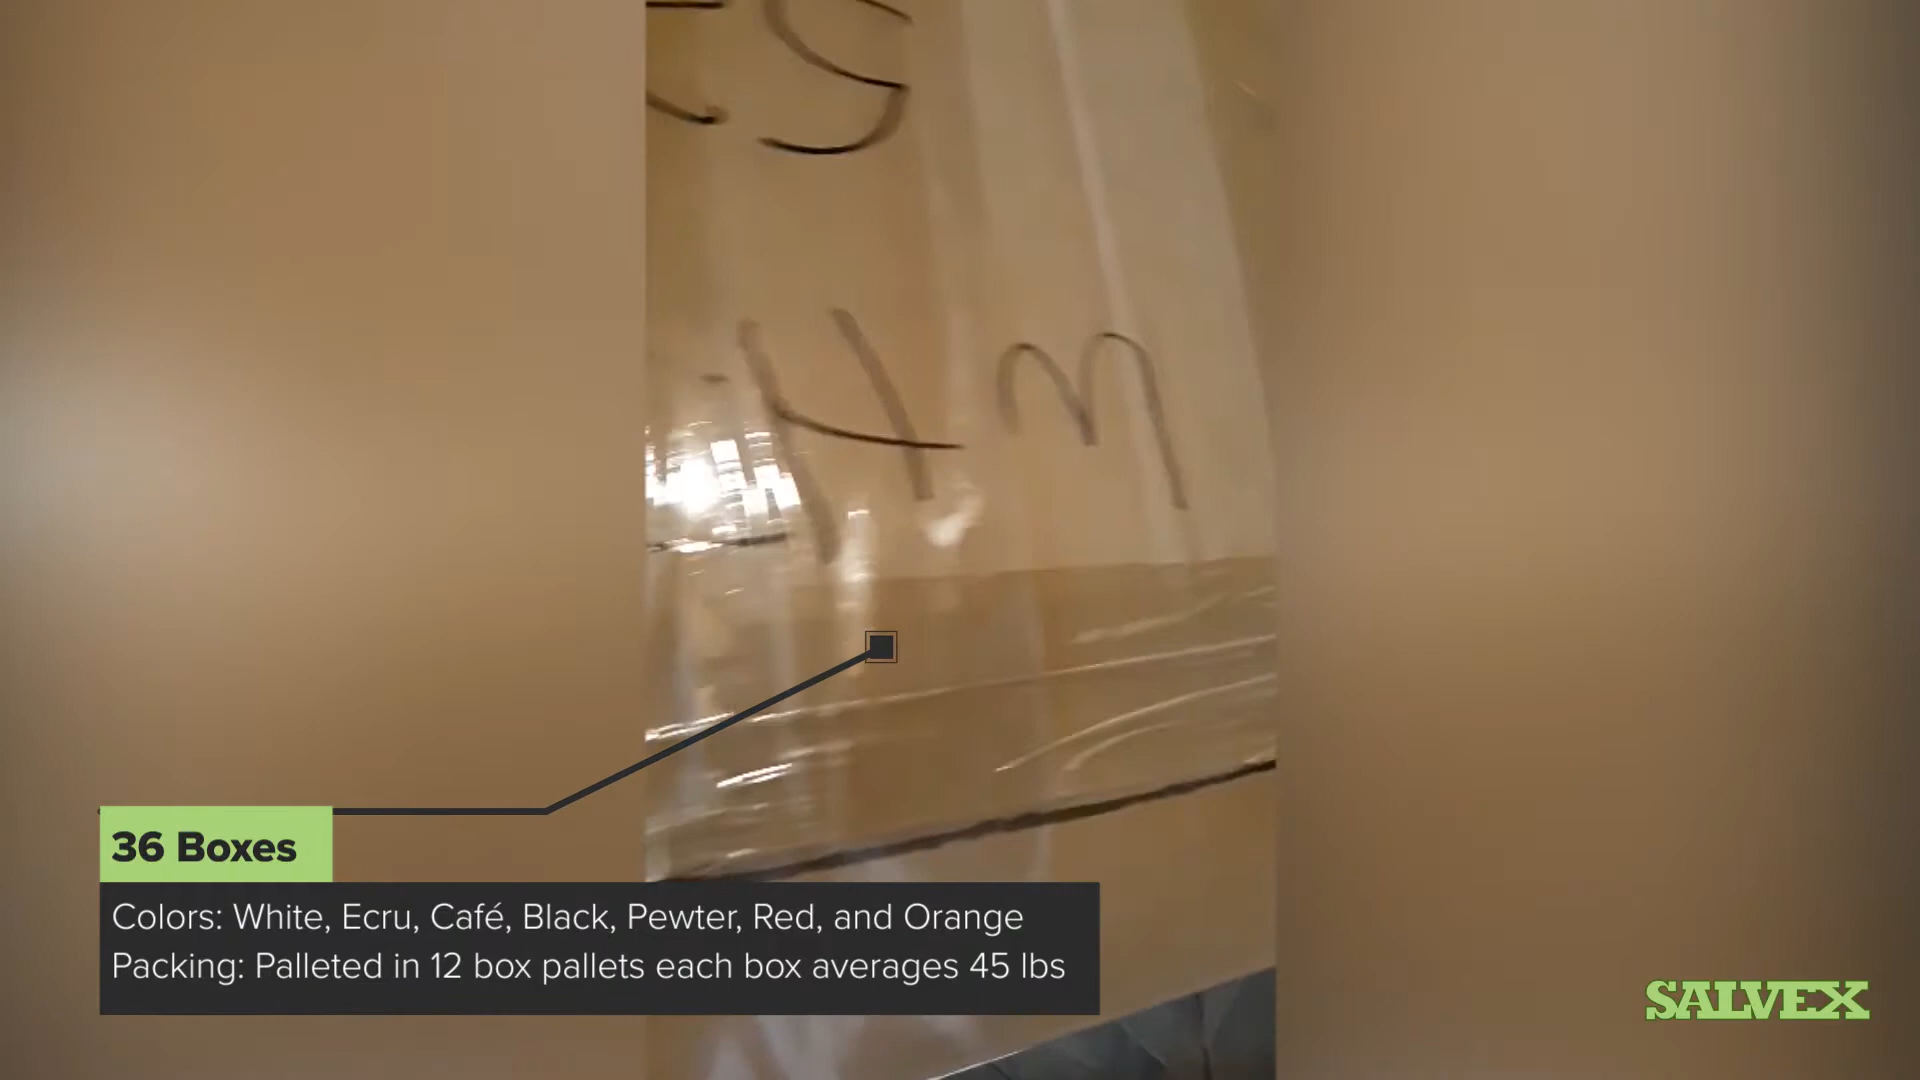 HM
36 Boxes
Colors: White, Ecru, Café, Black, Pewter, Red, and Orange
Packing: Palleted in 12 box pallets each box averages 45 lbs
SALVEX